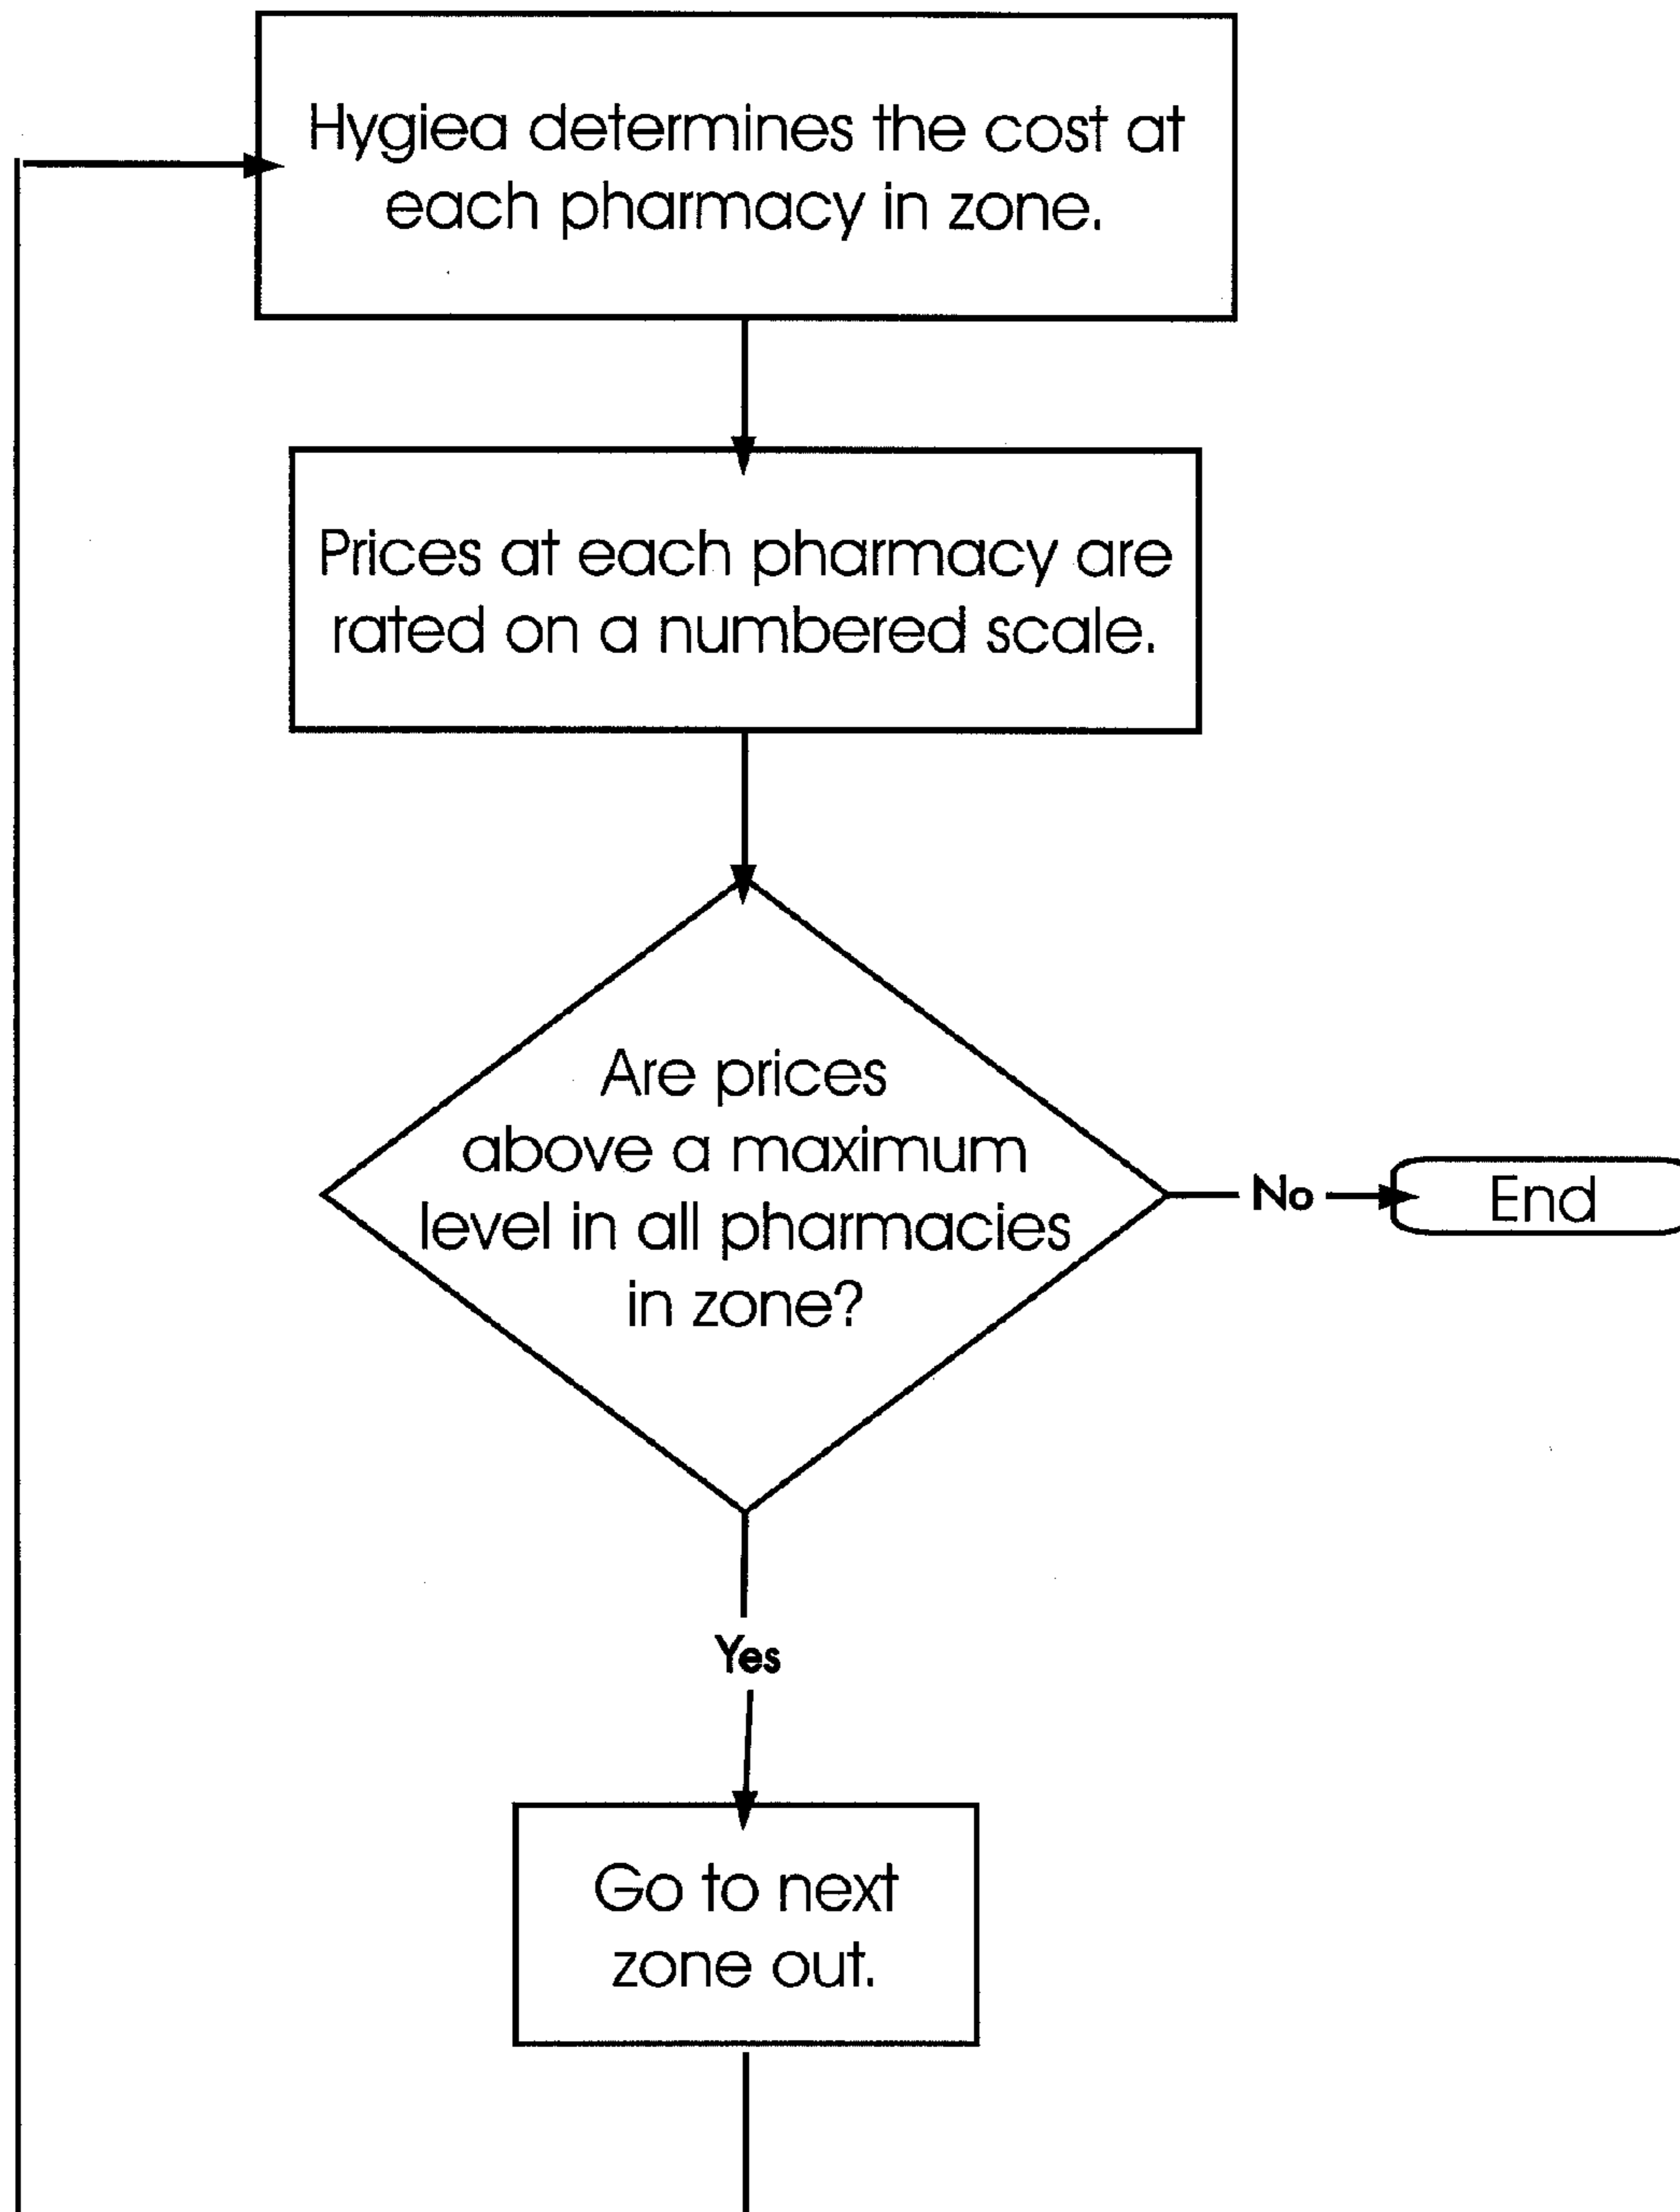 Hygiea determines the cost at
each pharmacy in zone.
Prices at each pharmacy are
rated on a numbered scale.
Are prices
above a maximum
level in all pharmacies
in zone?
No
End
Yes
Go to next
zone out.